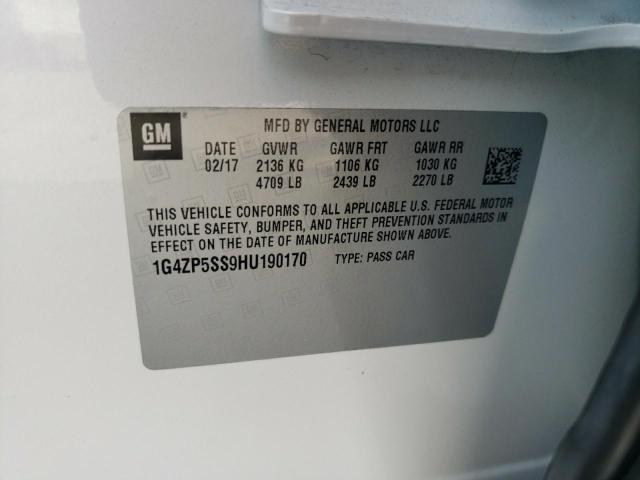 GM
MFD BY GENERAL MOTORS LLC
DATE GVWR GAWR FRT GAWR RR
02/17 2136 KG 1106 KG 1030 KG
4709 LB 2439 LB 2270 LB
THIS VEHICLE CONFORMS TO ALL APPLICABLE U.S. FEDERAL MOTOR
VEHICLE SAFETY, BUMPER, AND THEFT PREVENTION STANDARDS IN
EFFECT ON THE DATE OF MANUFACTURE SHOWN ABOVE.
1G4ZP5SS9HU190170 TYPE: PASS CAR